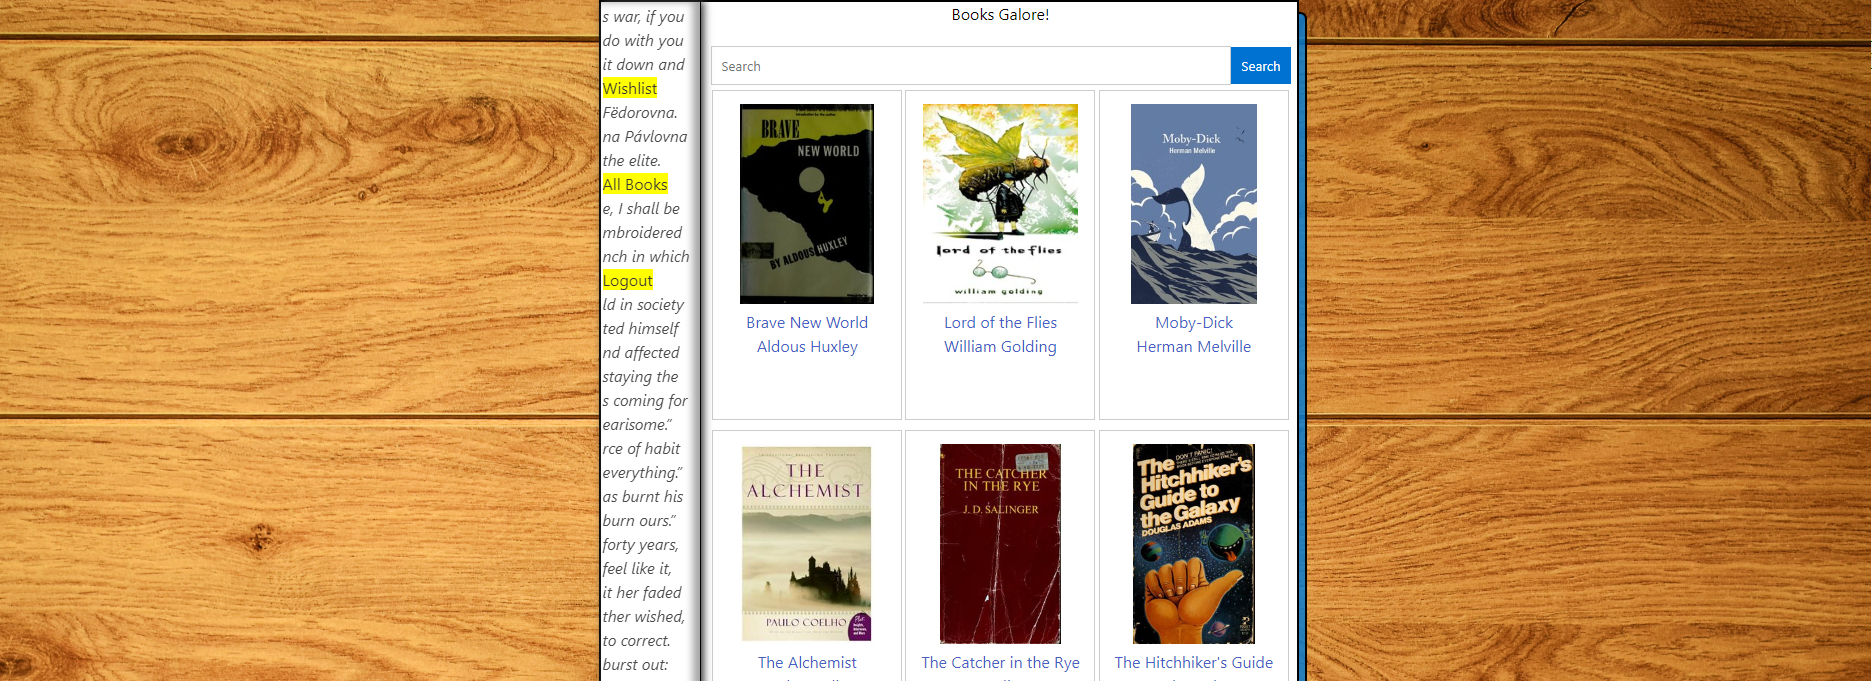 s war, if you
do with you
it down and
Wishlist
Fëdorovna.
na Pávlovna
the elite.
All Books
e, I shall be
mbroidered
nch in which
Logout
ld in society
ted himself
nd affected
staying the
s coming for
earisome.”
rce of habit
everything.”
as burnt his
burn ours.”
forty years,
feel like it,
it her faded
ther wished,
to correct.
burst out:
Books Galore!
Search
Search
BRAVE
NEW WORLD
BY ALDOUS HUXLEY
Brave New World
Aldous Huxley
lord of the flies
william golding
Lord of the Flies
William Golding
Moby-Dick
Herman Melville
Moby-Dick
Herman Melville
THE
ALCHEMIST
PAULO COELHO
The Alchemist
THE CATCHER
IN THE RYE
J. D. SALINGER
The Catcher in the Rye
DON'T PANIC!
The
Hitchhiker's
Guide to
the Galaxy
DOUGLAS ADAMS
The Hitchhiker's Guide